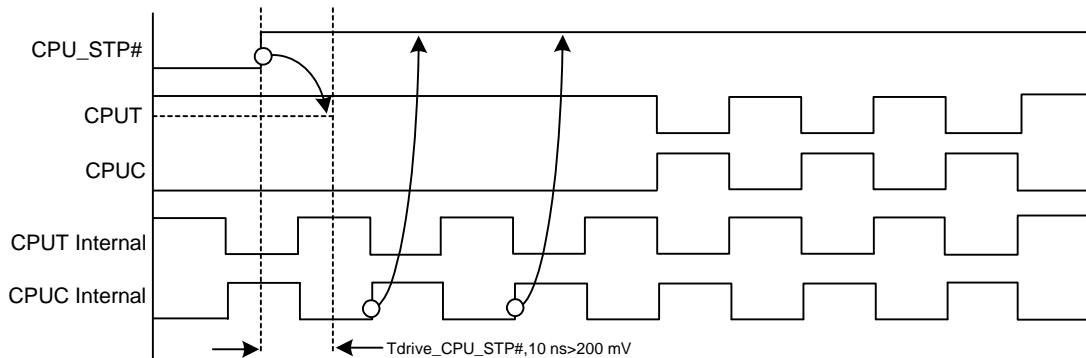 CPU_STP#
CPUT
CPUC
CPUT Internal
CPUC Internal
Tdrive_CPU_STP#,10 ns>200 mV